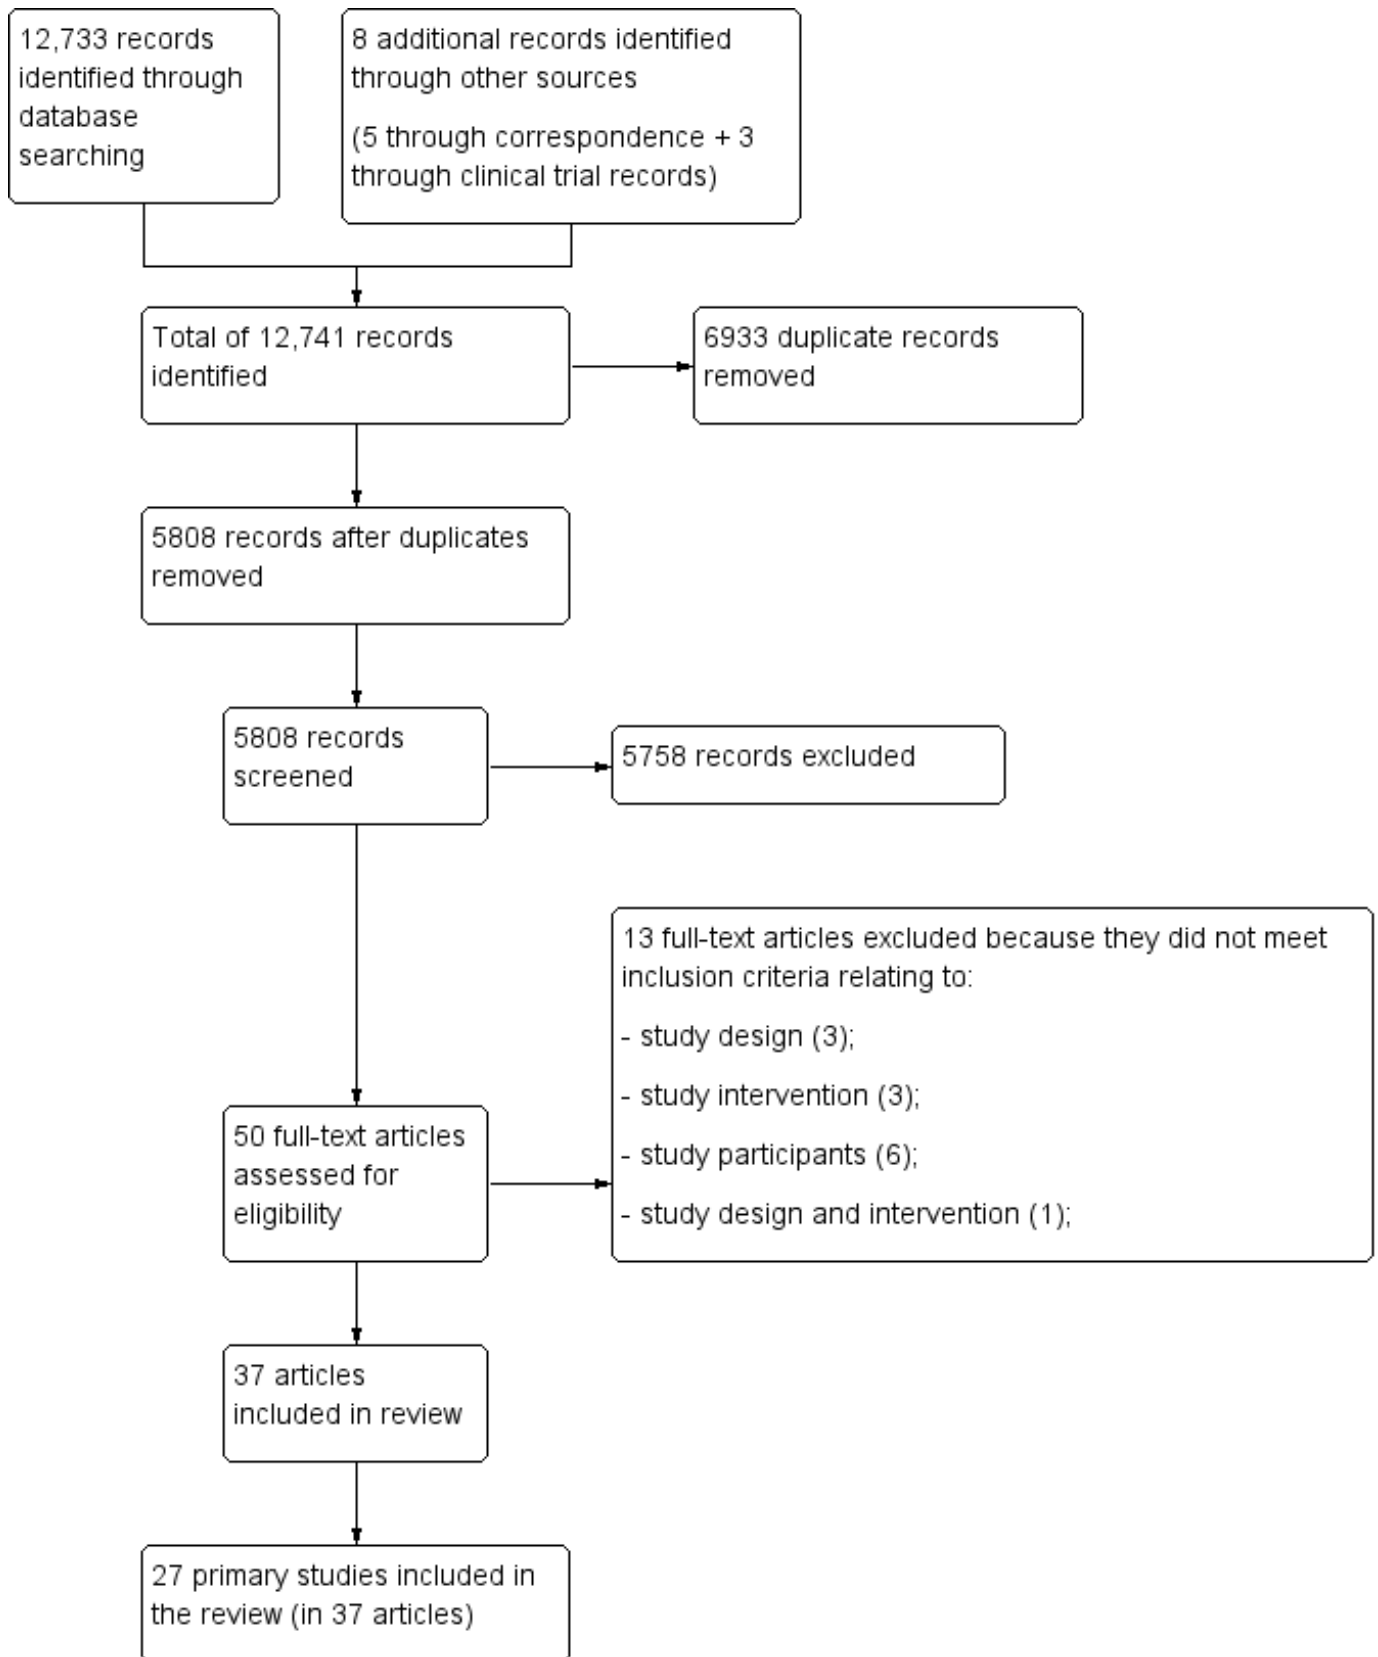 12,733 records
identified through
database
searching
8 additional records identified
through other sources
(5 through correspondence + 3
through clinical trial records)
Total of 12,741 records
identified
6933 duplicate records
removed
5808 records after duplicates
removed
5808 records
screened
5758 records excluded
50 full-text articles
assessed for
eligibility
13 full-text articles excluded because they did not meet
inclusion criteria relating to:
- study design (3);
- study intervention (3);
- study participants (6);
- study design and intervention (1);
37 articles
included in review
27 primary studies included in
the review (in 37 articles)